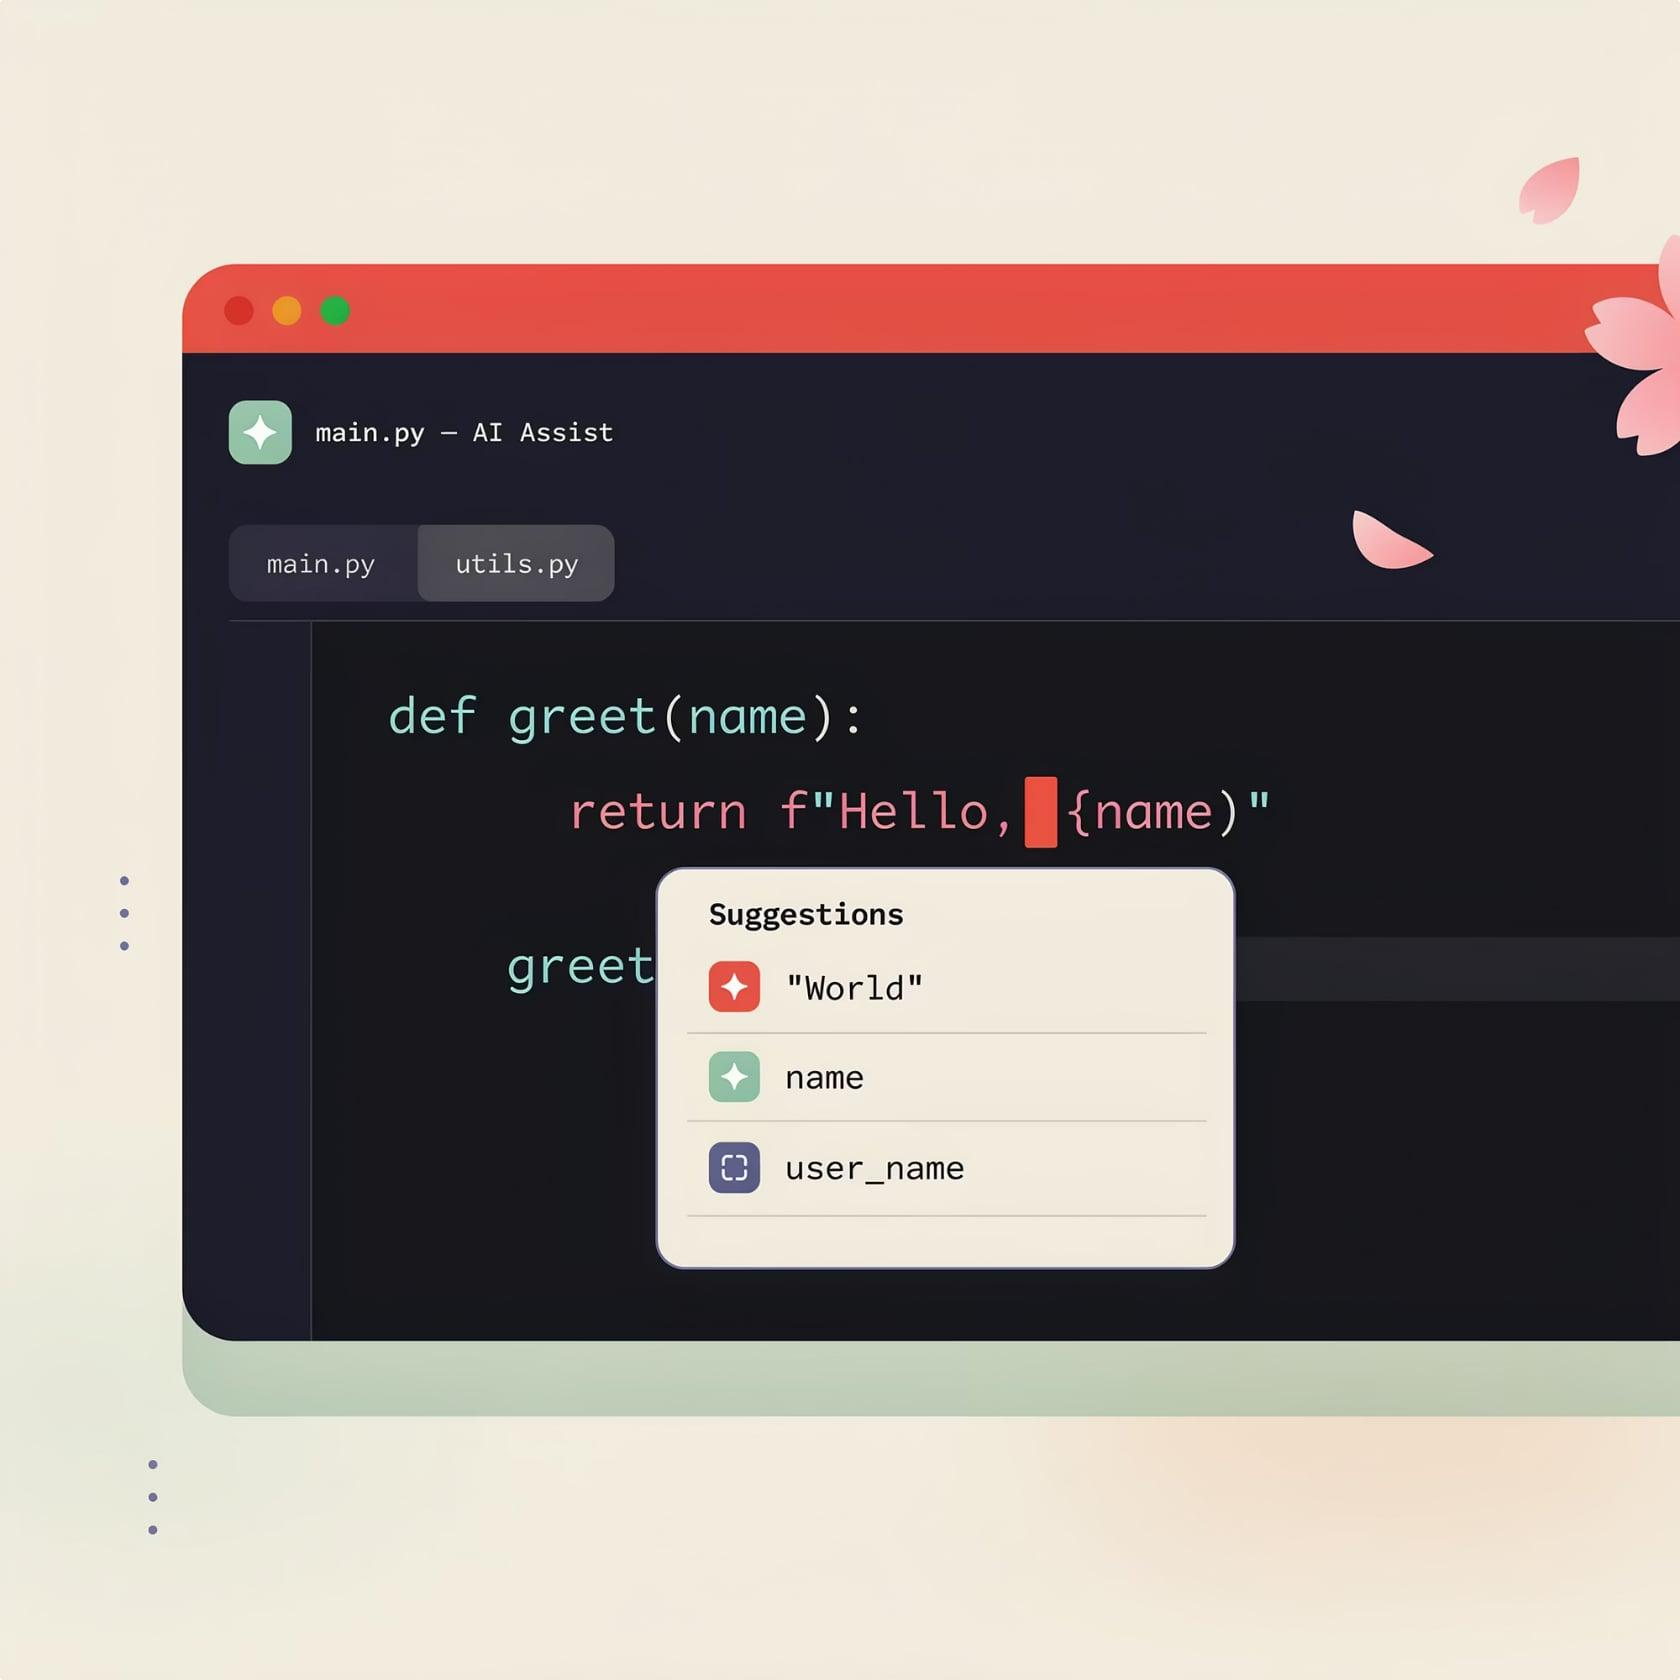 main.py — AI Assist
main.py utils.py
def greet(name):
return f"Hello, {name)"
greet
Suggestions
"World"
name
user_name